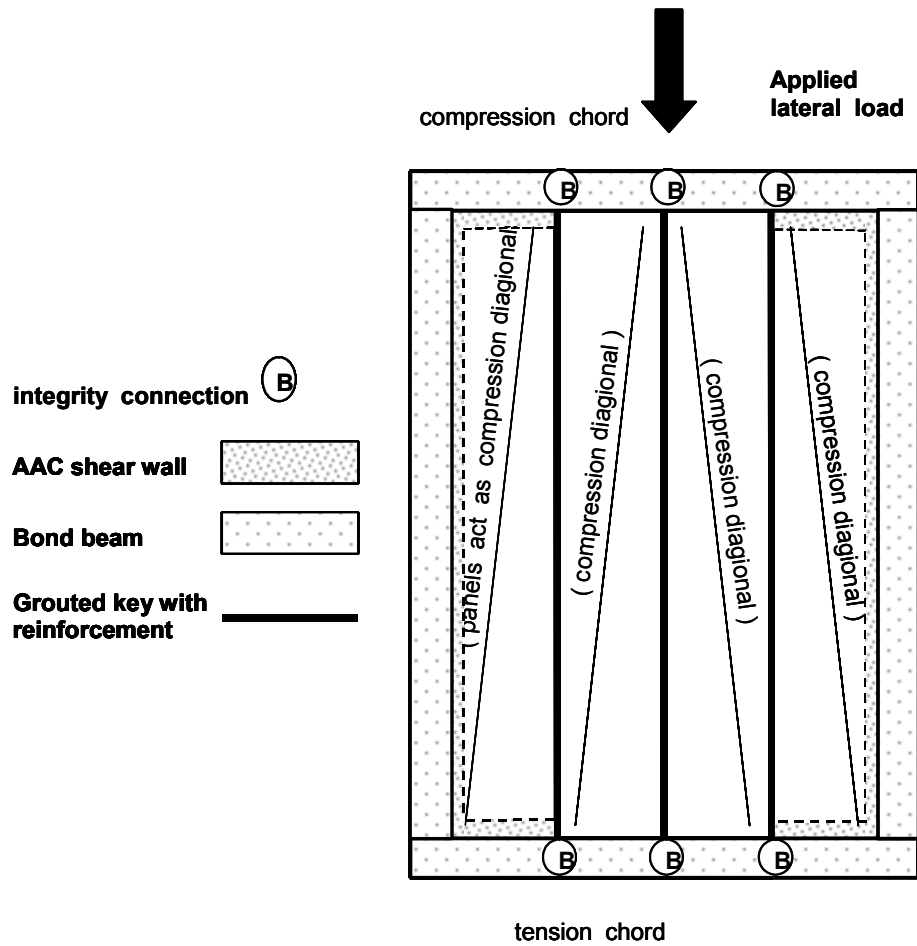 Applied
lateral load
compression chord
B
B
B
( panels act as compression diagional
( compression diagional )
( compression diagional )
( compression diagional )
integrity connection B
AAC shear wall
Bond beam
Grouted key with
reinforcement
B
B
B
tension chord